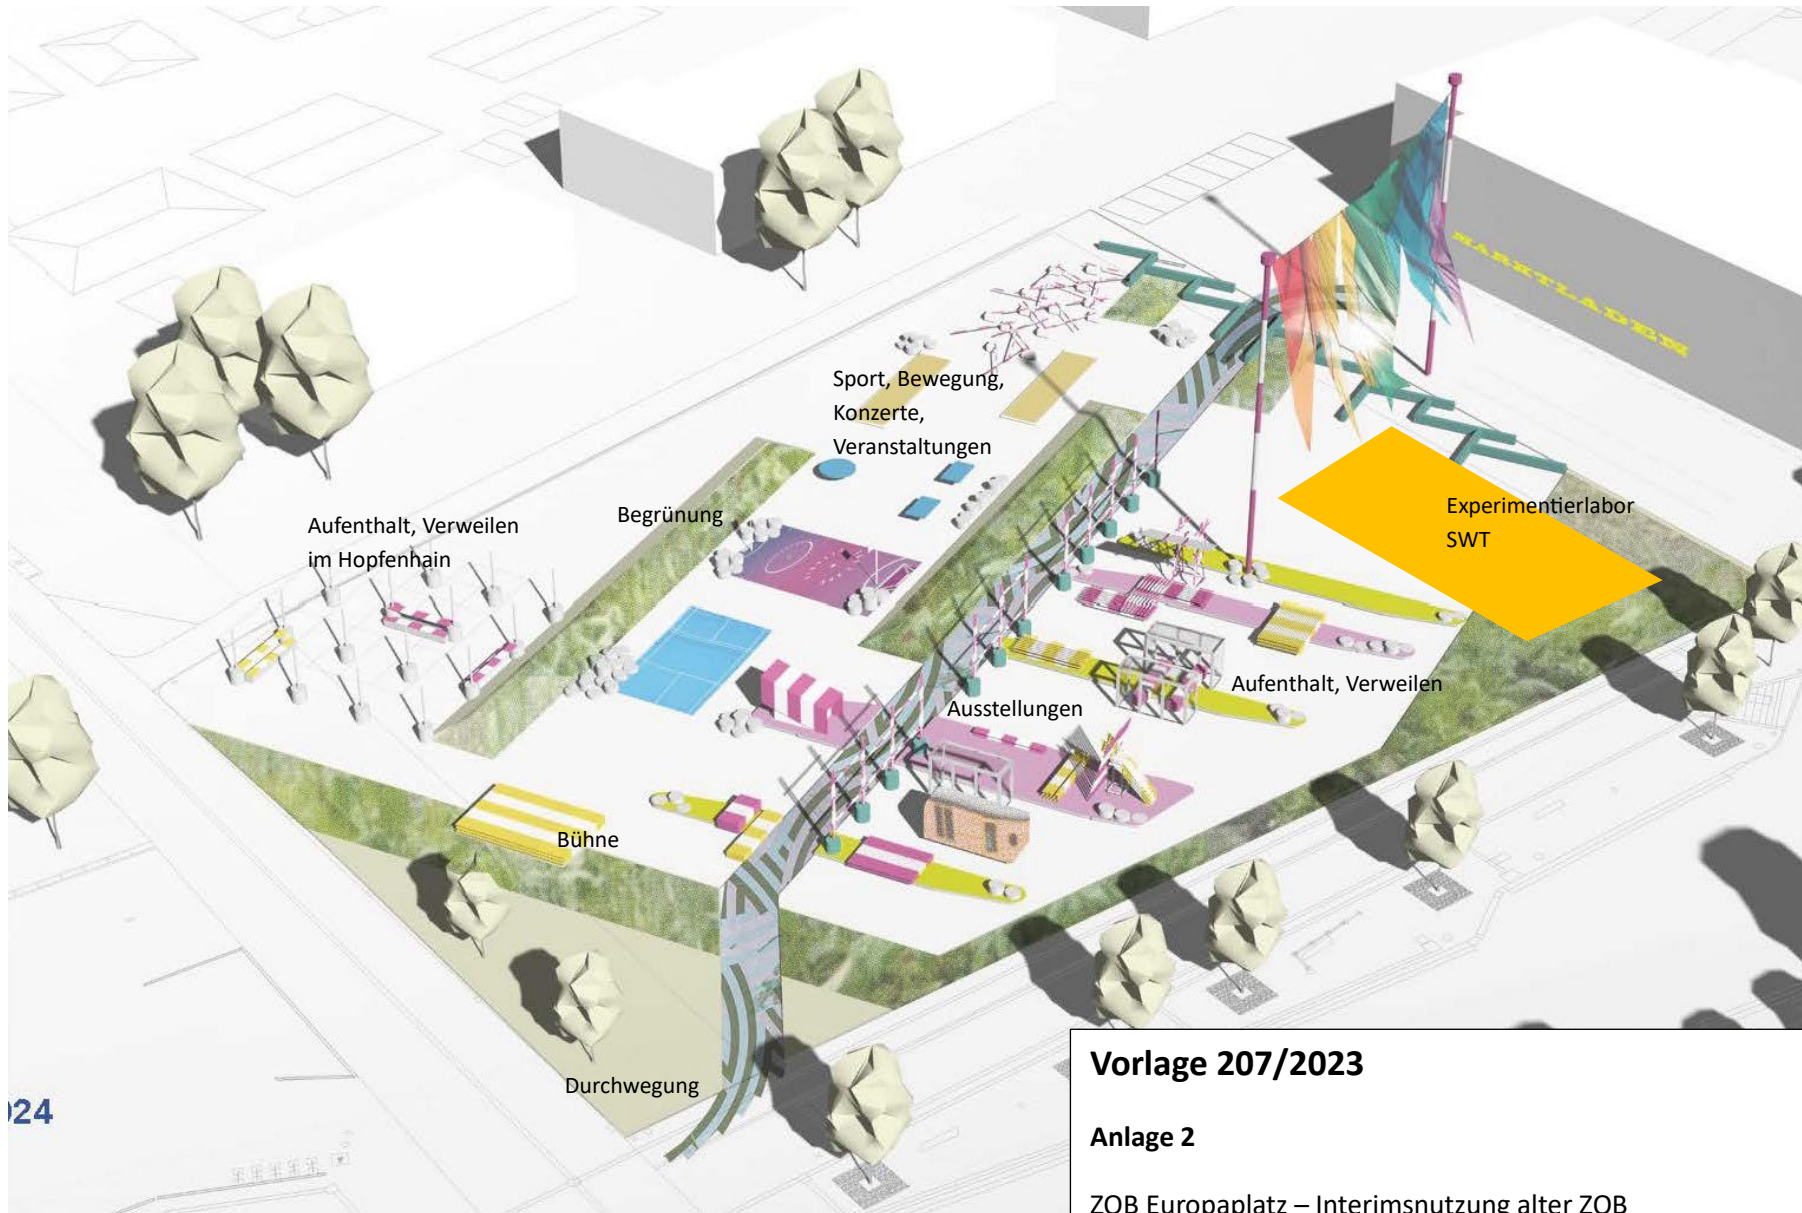 MARKTLADEN
Sport, Bewegung,
Konzerte,
Veranstaltungen
Experimentierlabor
SWT
Begrünung
Aufenthalt, Verweilen
im Hopfenhain
Aufenthalt, Verweilen
Ausstellungen
Bühne
Durchwegung
024
Vorlage 207/2023
Anlage 2
ZOB Europaplatz – Interimsnutzung alter ZOB